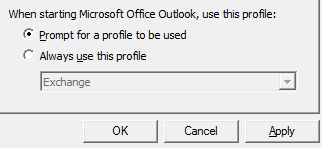 When starting Microsoft Office Outlook, use this profile:
Prompt for a profile to be used
Always use this profile
Exchange
OK Cancel Apply